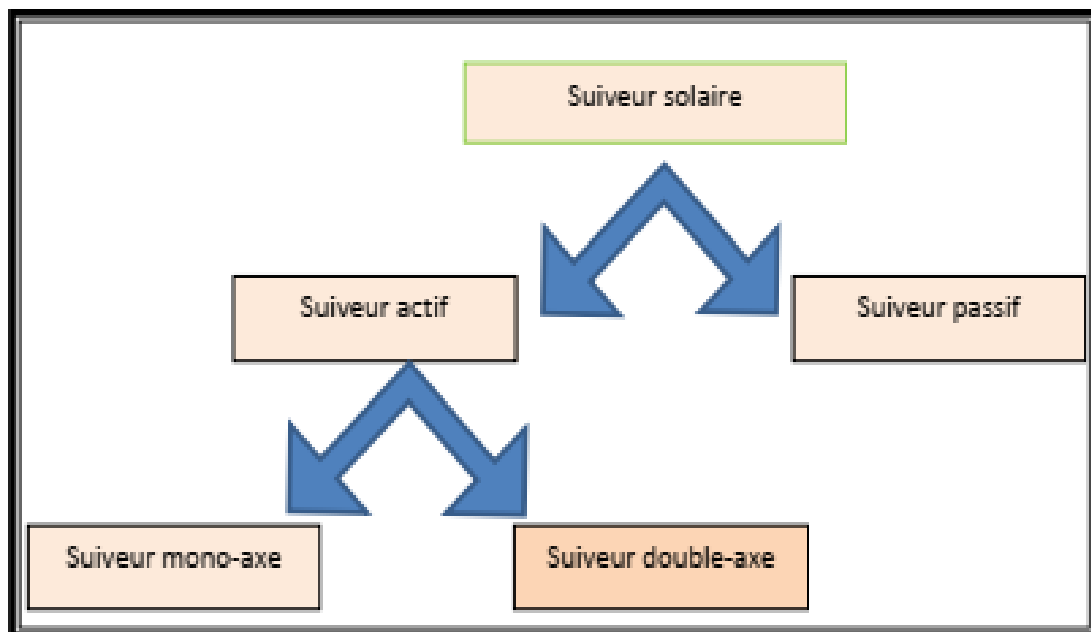 Suiveur solaire
Suiveur actif
Suiveur passif
Suiveur mono-axe
Suiveur double-axe